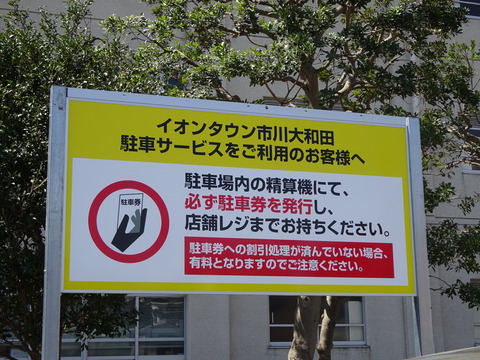 イオンタウン市川大和田
駐車サービスをご利用のお客様へ
駐車券
駐車場内の精算機にて、
必ず駐車券を発行し、
店舗レジまでお持ちください。
駐車券への割引処理が済んでいない場合、
有料となりますのでご注意ください。